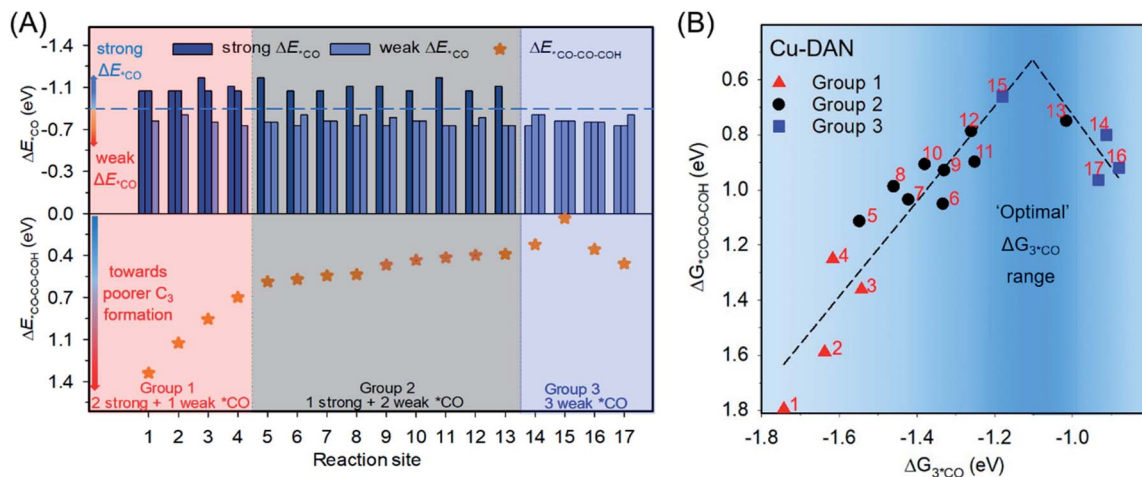 (A)
-1.4
-1.1
-0.7
-0.3
0.0
0.4
0.7
1.1
1.4
ΔE*CO (eV)
ΔE*CO-CO-COH (eV)
strong
ΔE*CO
weak
ΔE*CO
strong ΔE*CO
weak ΔE*CO
ΔE*CO-CO-COH
towards
poorer C3
formation
Group 1
2 strong + 1 weak *CO
Group 2
1 strong + 2 weak *CO
Group 3
3 weak *CO
1 2 3 4 5 6 7 8 9 10 11 12 13 14 15 16 17
Reaction site
(B)
Cu-DAN
Group 1
Group 2
Group 3
0.6
0.8
1.0
1.2
1.4
1.6
1.8
ΔG*CO-CO-COH (eV)
15
13
14
12
16
10
9
11
17
8
7
6
5
4
3
2
1
'Optimal'
ΔG3*CO
range
-1.8 -1.6 -1.4 -1.2 -1.0
ΔG3*CO (eV)